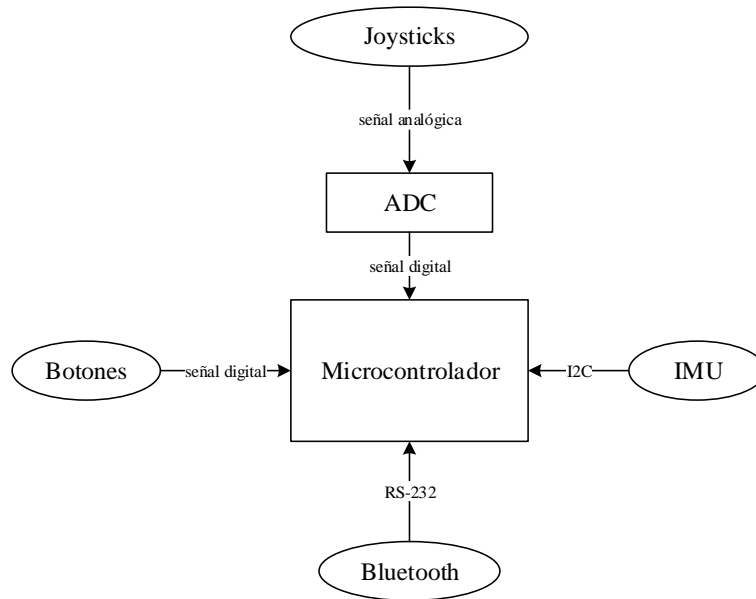 Joysticks
señal analógica
ADC
señal digital
Botones
señal digital
Microcontrolador
I2C
IMU
RS-232
Bluetooth